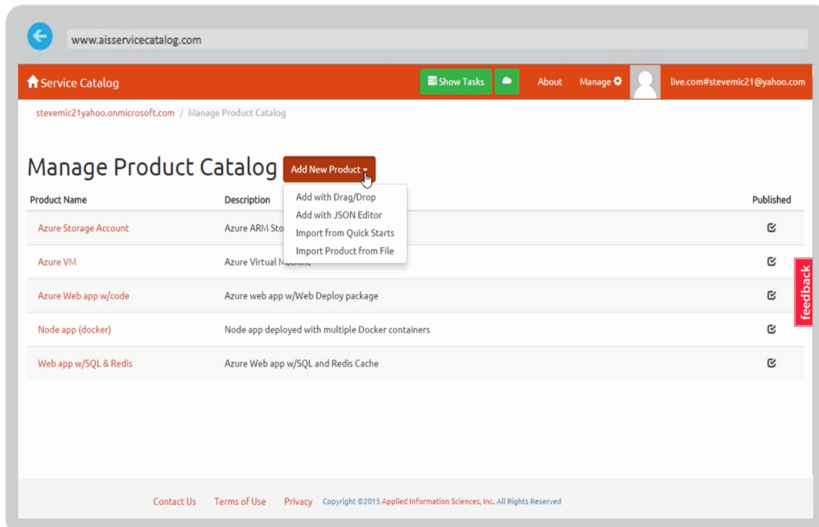 www.aisservicecatalog.com
Service Catalog
Show Tasks
About
Manage
live.com#stevemic21@yahoo.com
stevemic21yahoo.onmicrosoft.com / Manage Product Catalog
Manage Product Catalog
Add New Product
Add with Drag/Drop
Add with JSON Editor
Import from Quick Starts
Import Product from File
Product Name
Description
Published
Azure Storage Account
Azure ARM Sto
Azure VM
Azure Virtual
Azure Web app w/code
Azure web app w/Web Deploy package
Node app (docker)
Node app deployed with multiple Docker containers
Web app w/SQL & Redis
Azure Web app w/SQL and Redis Cache
feedback
Contact Us
Terms of Use
Privacy
Copyright ©2015 Applied Information Sciences, Inc. All Rights Reserved